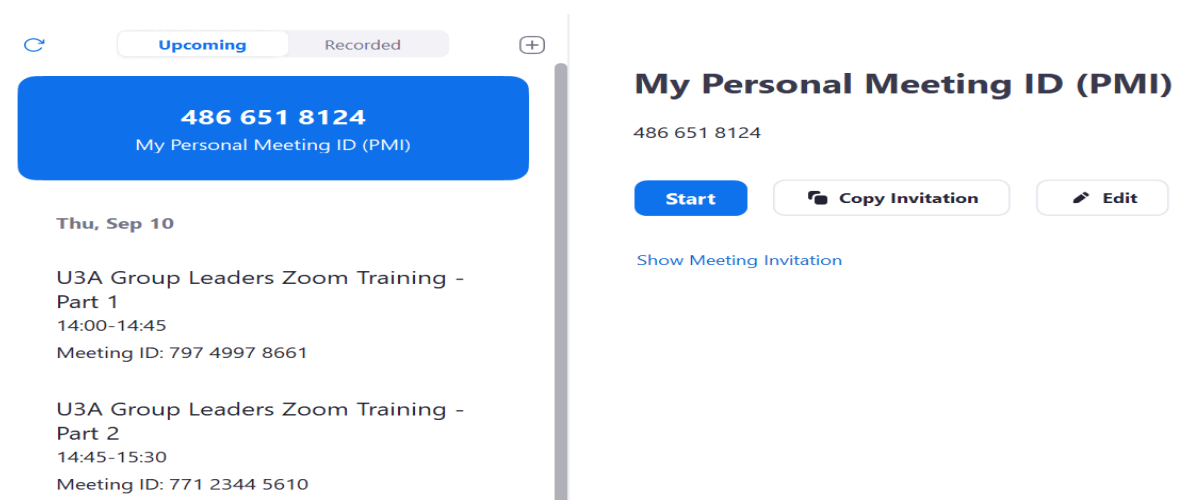 Upcoming
Recorded
486 651 8124
My Personal Meeting ID (PMI)
Thu, Sep 10
U3A Group Leaders Zoom Training -
Part 1
14:00-14:45
Meeting ID: 797 4997 8661
U3A Group Leaders Zoom Training -
Part 2
14:45-15:30
Meeting ID: 771 2344 5610
My Personal Meeting ID (PMI)
486 651 8124
Start
Copy Invitation
Edit
Show Meeting Invitation